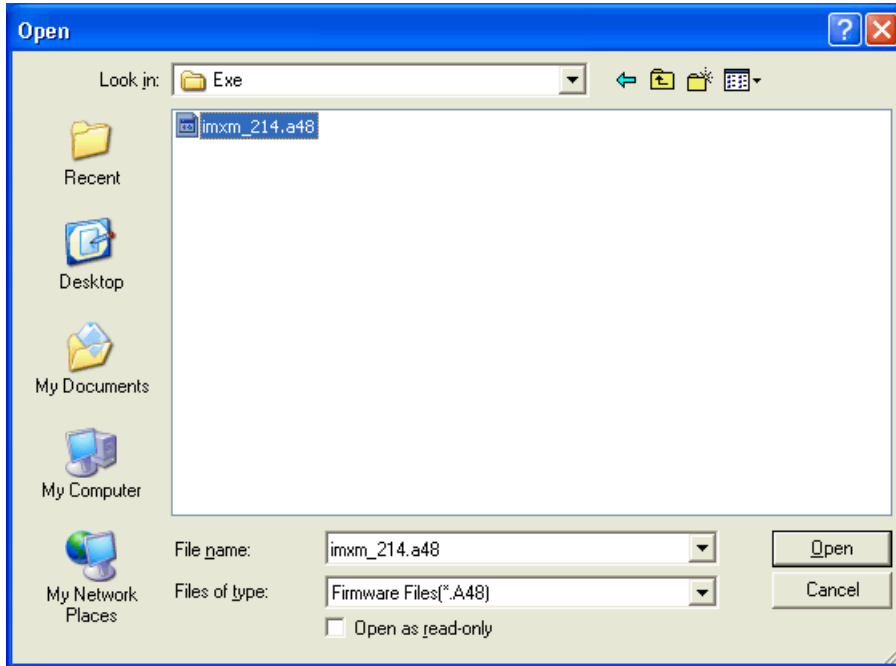 Open
Look in:
Exe
imxm_214.a48
Recent
Desktop
My Documents
My Computer
My Network
Places
File name:
imxm_214.a48
Open
Files of type:
Firmware Files(*.A48)
Cancel
Open as read-only